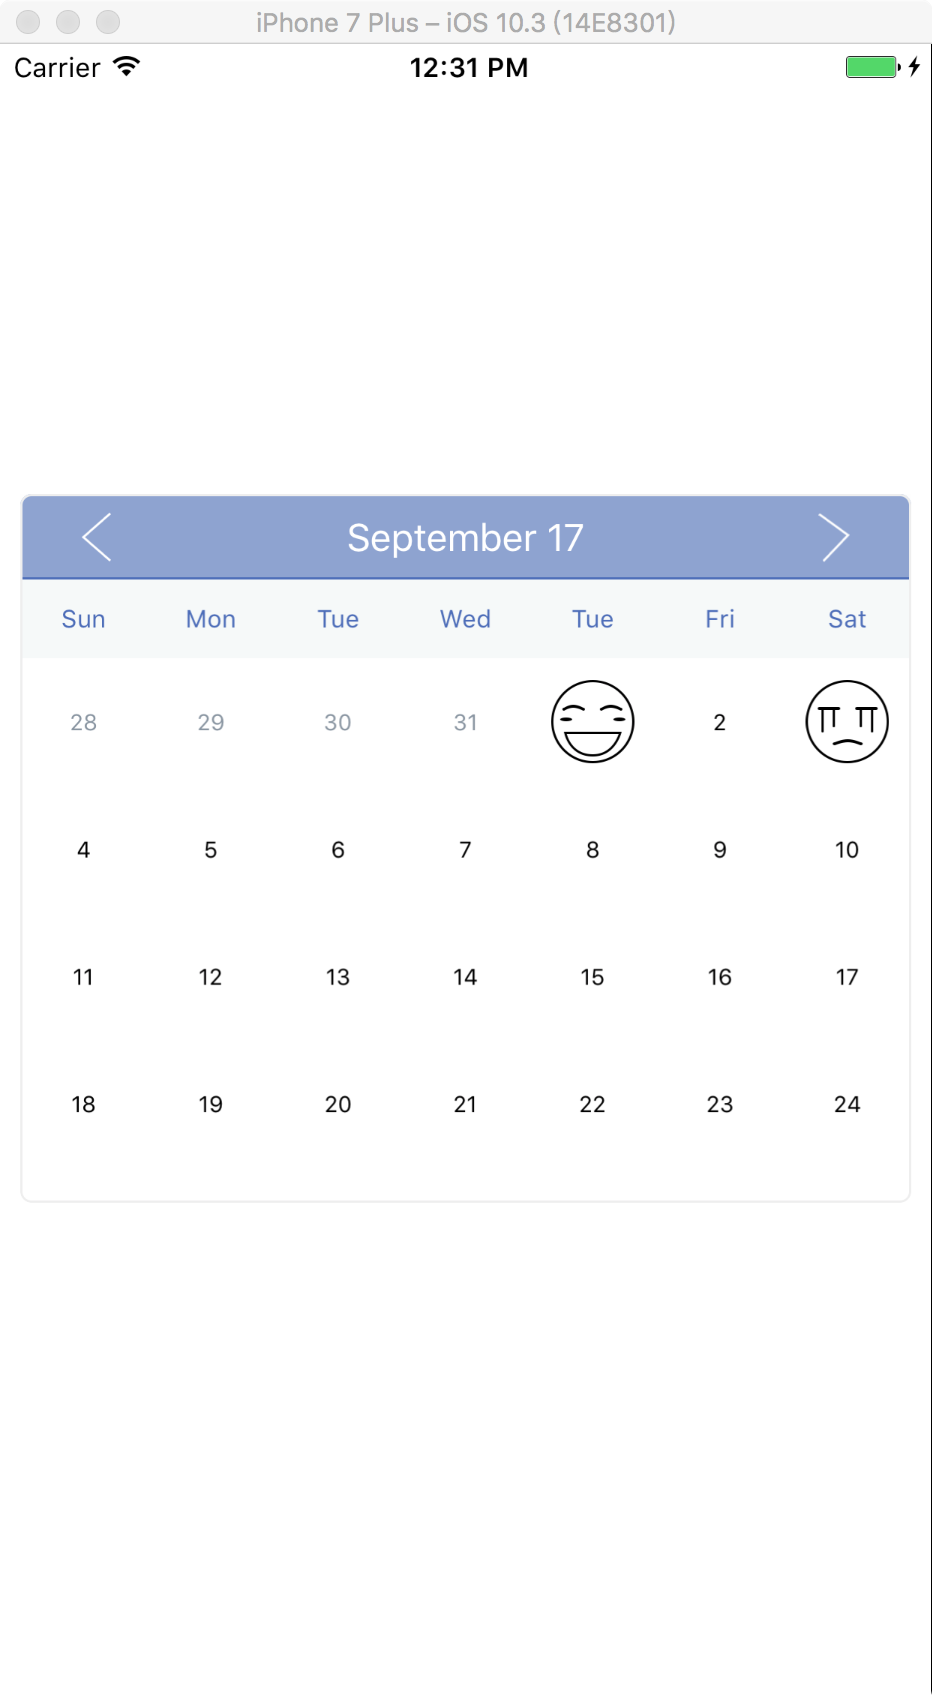 iPhone 7 Plus – iOS 10.3 (14E8301)
Carrier 12:31 PM
September 17
Sun Mon Tue Wed Tue Fri Sat
28 29 30 31 2
4 5 6 7 8 9 10
11 12 13 14 15 16 17
18 19 20 21 22 23 24